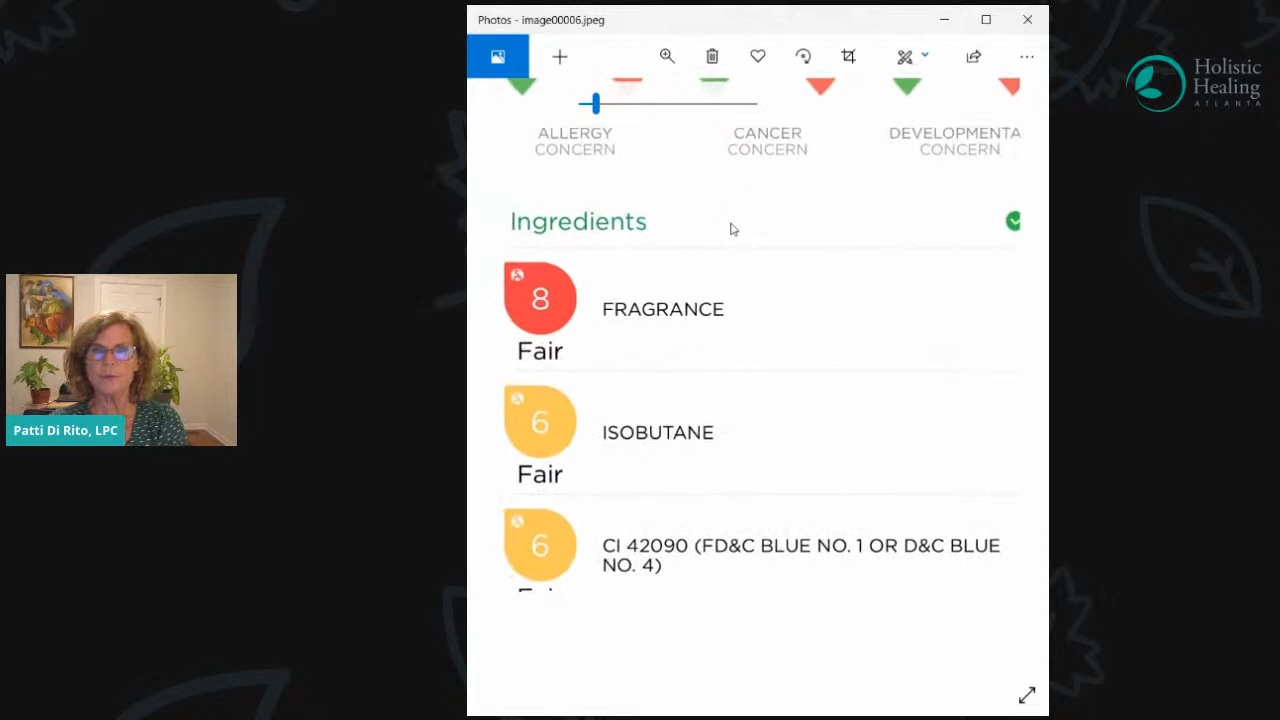 Photos - image00006.jpeg
Holistic
Healing
ATLANTA
ALLERGY
CONCERN
CANCER
CONCERN
DEVELOPMENTA
CONCERN
Ingredients
8
FRAGRANCE
Fair
6
ISOBUTANE
Fair
6
CI 42090 (FD&C BLUE NO. 1 OR D&C BLUE
NO. 4)
Patti Di Rito, LPC